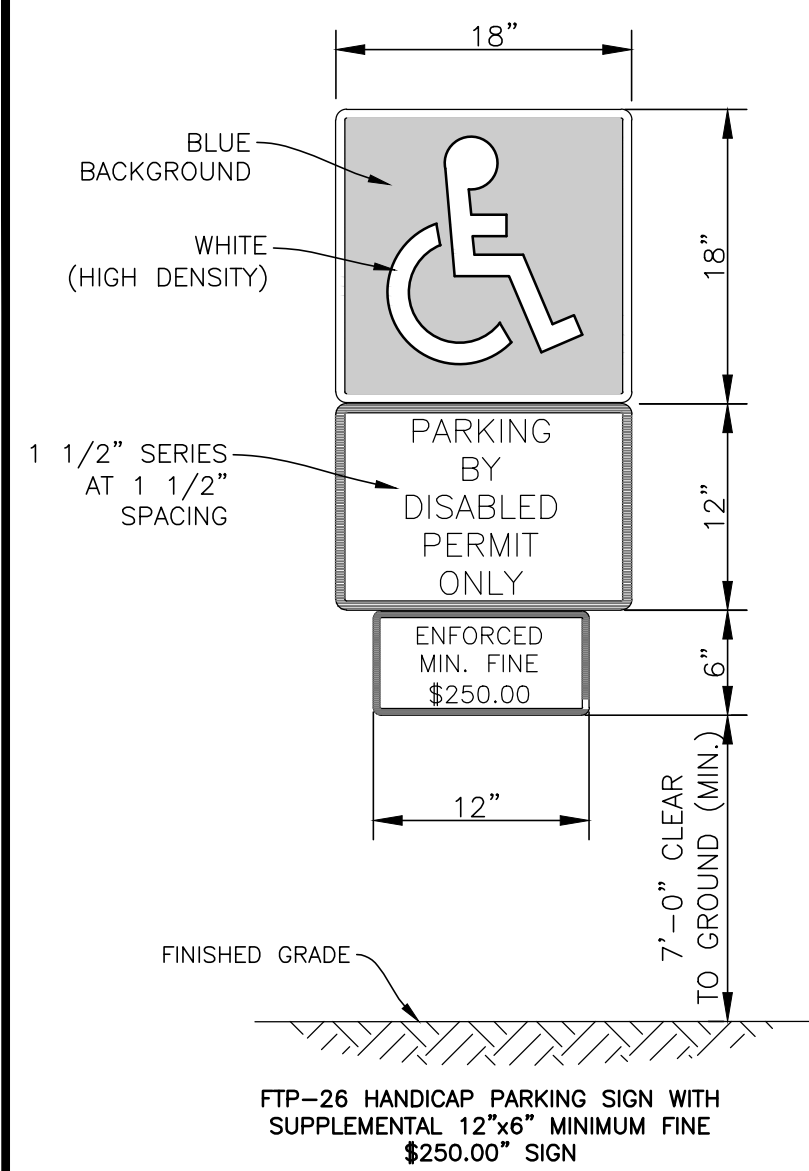 18”
BLUE
BACKGROUND
WHITE
(HIGH DENSITY)
18”
1 1/2” SERIES
AT 1 1/2”
SPACING
PARKING
BY
DISABLED
PERMIT
ONLY
12”
ENFORCED
MIN. FINE
$250.00
6”
12”
7’-0” CLEAR
TO GROUND (MIN.)
FINISHED GRADE
FTP-26 HANDICAP PARKING SIGN WITH
SUPPLEMENTAL 12”x6” MINIMUM FINE
$250.00” SIGN